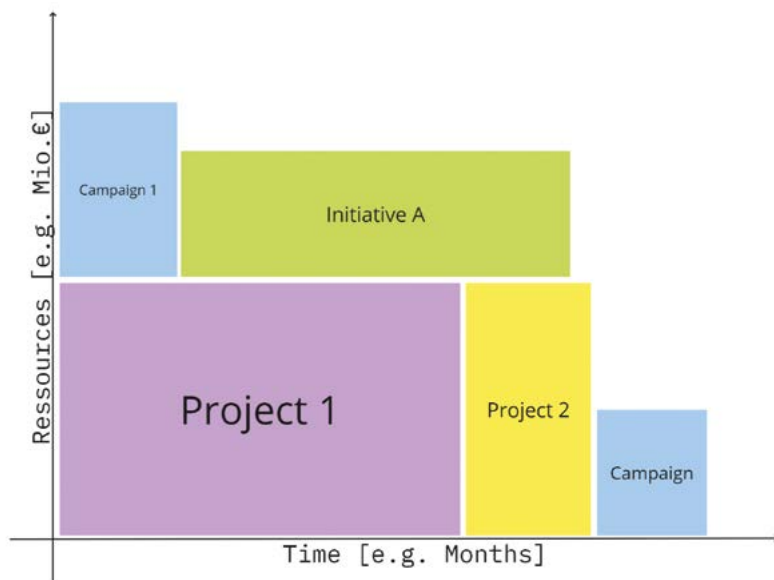 Ressources [e.g. Mio.€]
Campaign 1
Initiative A
Project 1
Project 2
Campaign
Time [e.g. Months]